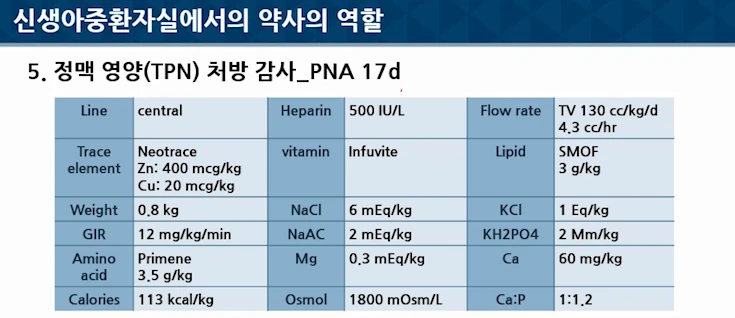 신생아중환자실에서의 약사의 역할
5. 정맥 영양(TPN) 처방 감사_PNA 17d
Line central Heparin 500 IU/L Flow rate TV 130 cc/kg/d
4.3 cc/hr
Trace element Neotrace vitamin Infuvite Lipid SMOF
Zn: 400 mcg/kg 3 g/kg
Cu: 20 mcg/kg
Weight 0.8 kg NaCl 6 mEq/kg KCl 1 Eq/kg
GIR 12 mg/kg/min NaAC 2 mEq/kg KH2PO4 2 Mm/kg
Amino acid Primene Mg 0.3 mEq/kg Ca 60 mg/kg
3.5 g/kg
Calories 113 kcal/kg Osmol 1800 mOsm/L Ca:P 1:1.2